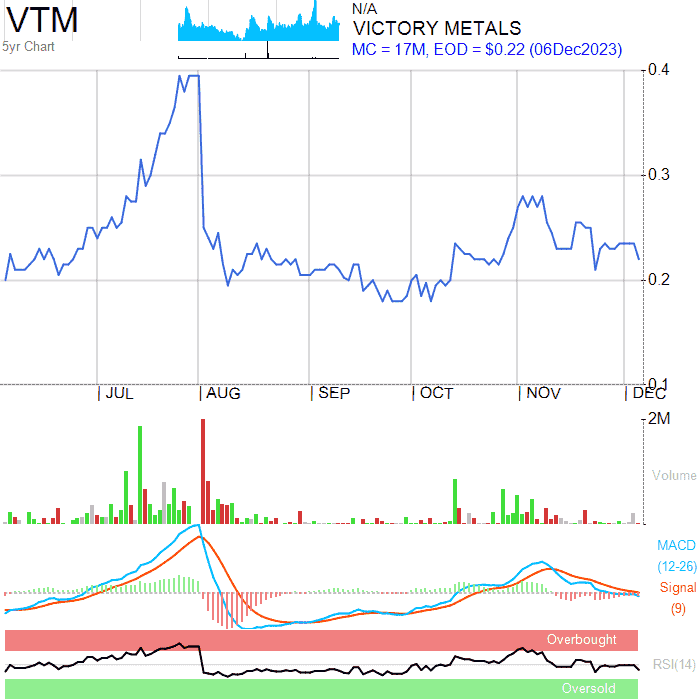 VTM
5yr Chart
N/A
VICTORY METALS
MC = 17M, EOD = $0.22 (06Dec2023)
0.4
0.3
0.2
0.1
JUL AUG SEP OCT NOV DEC
2M
Volume
MACD
(12-26)
Signal
(9)
Overbought
RSI(14)
Oversold